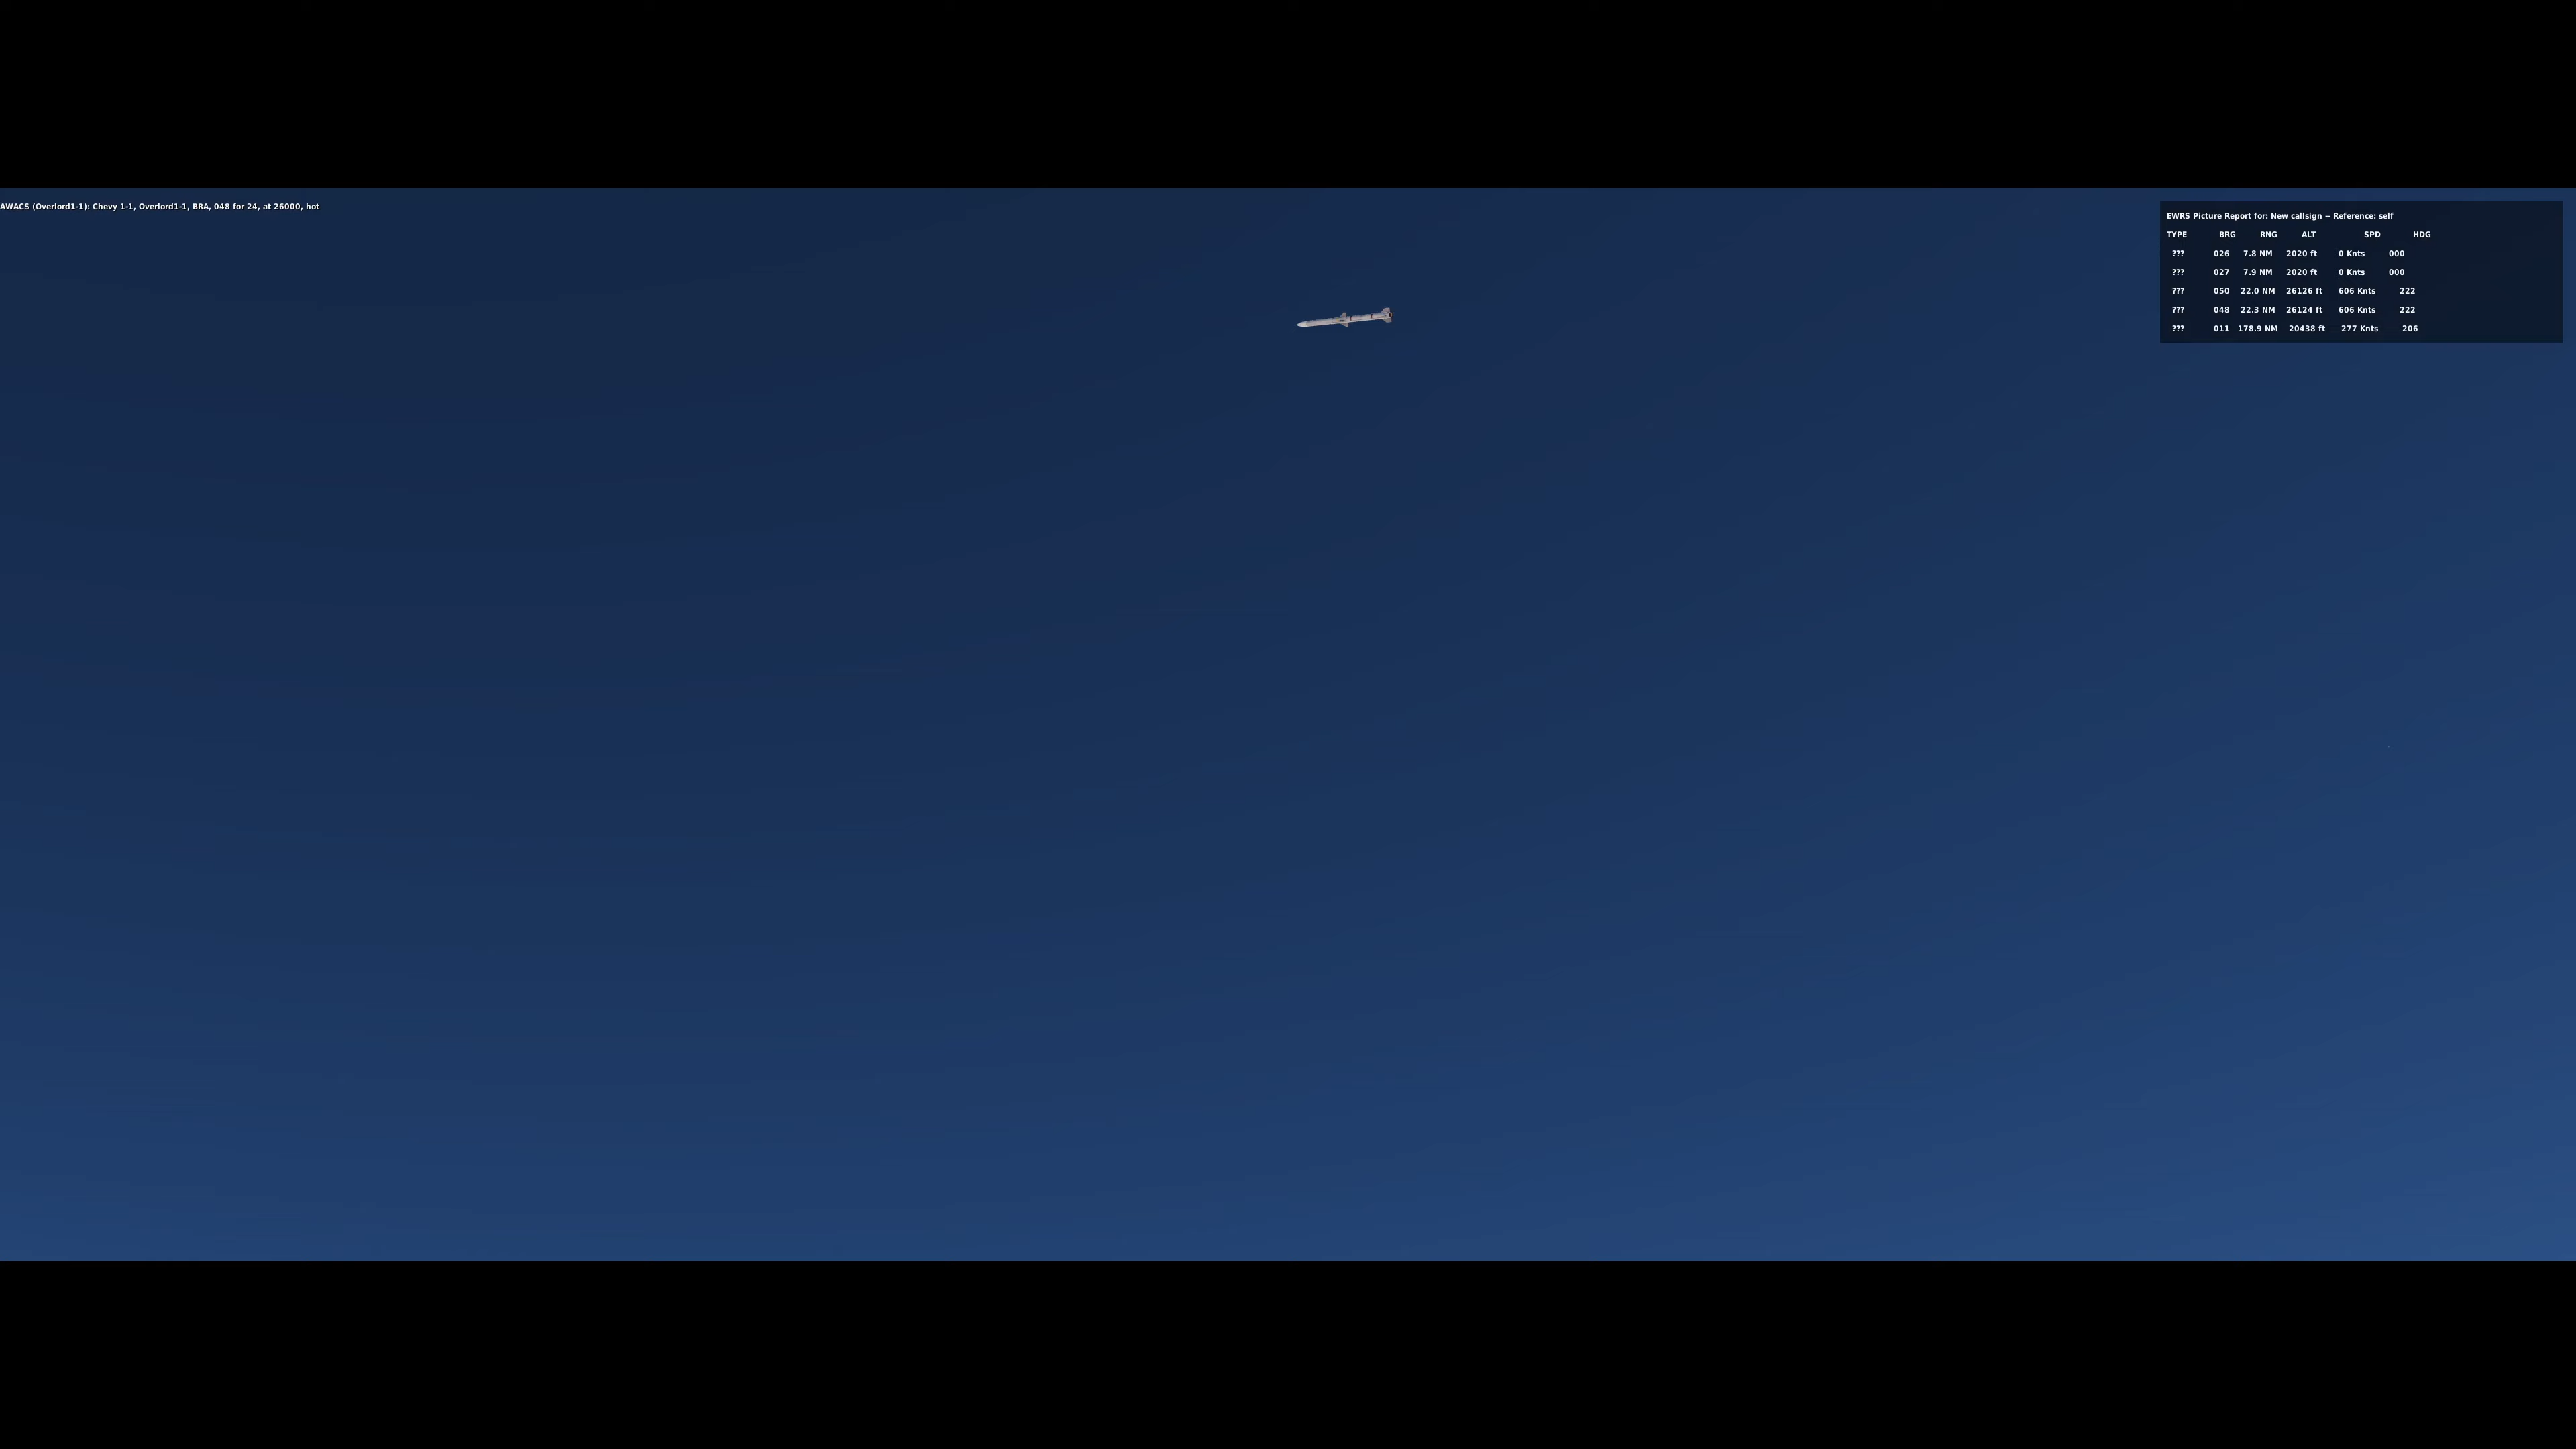 AWACS (Overlord1-1): Chevy 1-1, Overlord1-1, BRA, 048 for 24, at 26000, hot
EWRS Picture Report for: New callsign -- Reference: self
TYPE BRG RNG ALT SPD HDG
??? 026 7.8 NM 2020 ft 0 Knts 000
??? 027 7.9 NM 2020 ft 0 Knts 000
??? 050 22.0 NM 26126 ft 606 Knts 222
??? 048 22.3 NM 26124 ft 606 Knts 222
??? 011 178.9 NM 20438 ft 277 Knts 206